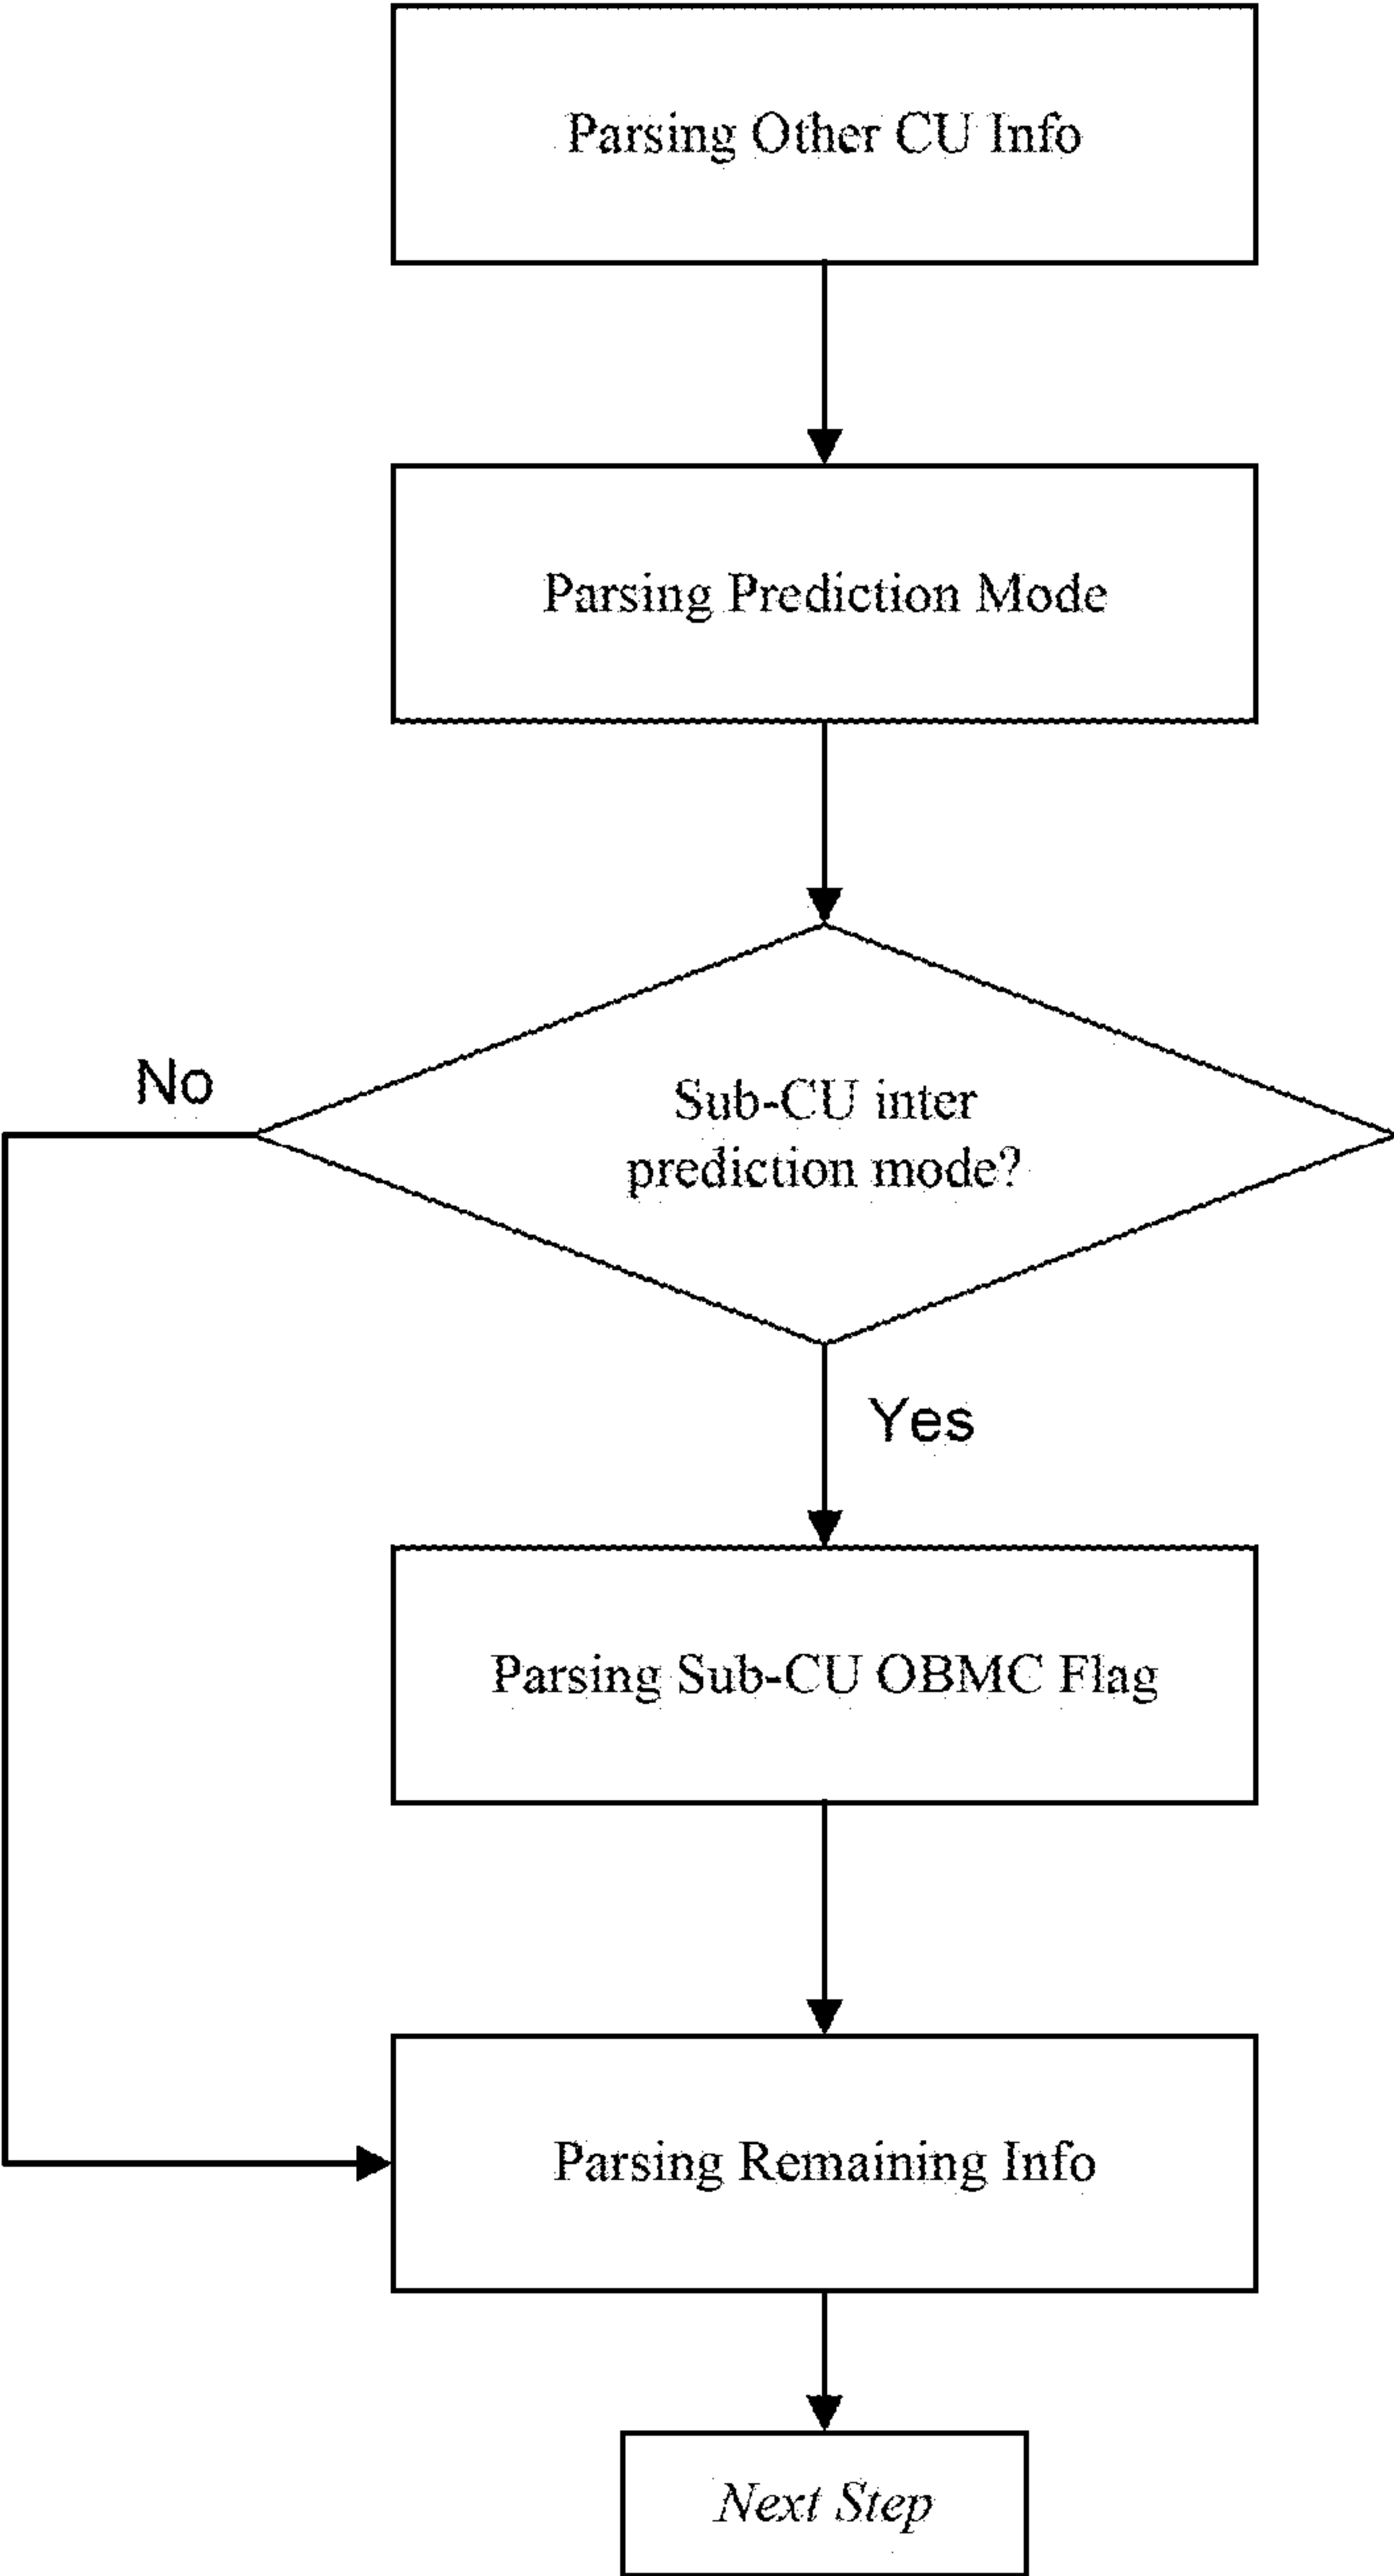 Parsing Other CU Info
Parsing Prediction Mode
No
Sub-CU inter
prediction mode?
Yes
Parsing Sub-CU OBMC Flag
Parsing Remaining Info
Next Step